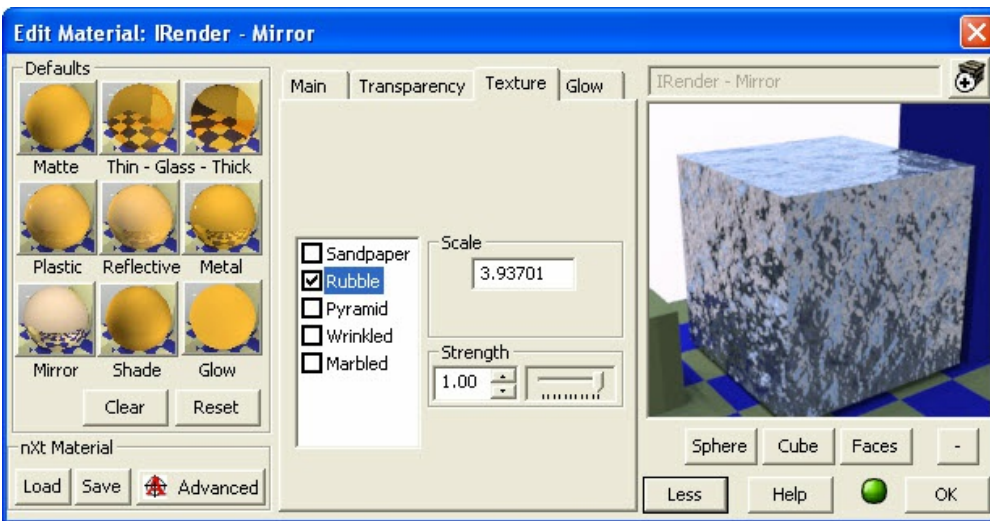 Edit Material: IRender - Mirror
Defaults
Matte
Thin - Glass - Thick
Plastic
Reflective
Metal
Mirror
Shade
Glow
Clear
Reset
nXt Material
Load
Save
Advanced
Main
Transparency
Texture
Glow
Sandpaper
Rubble
Pyramid
Wrinkled
Marbled
Scale
3.93701
Strength
1.00
IRender - Mirror
Sphere
Cube
Faces
-
Less
Help
OK